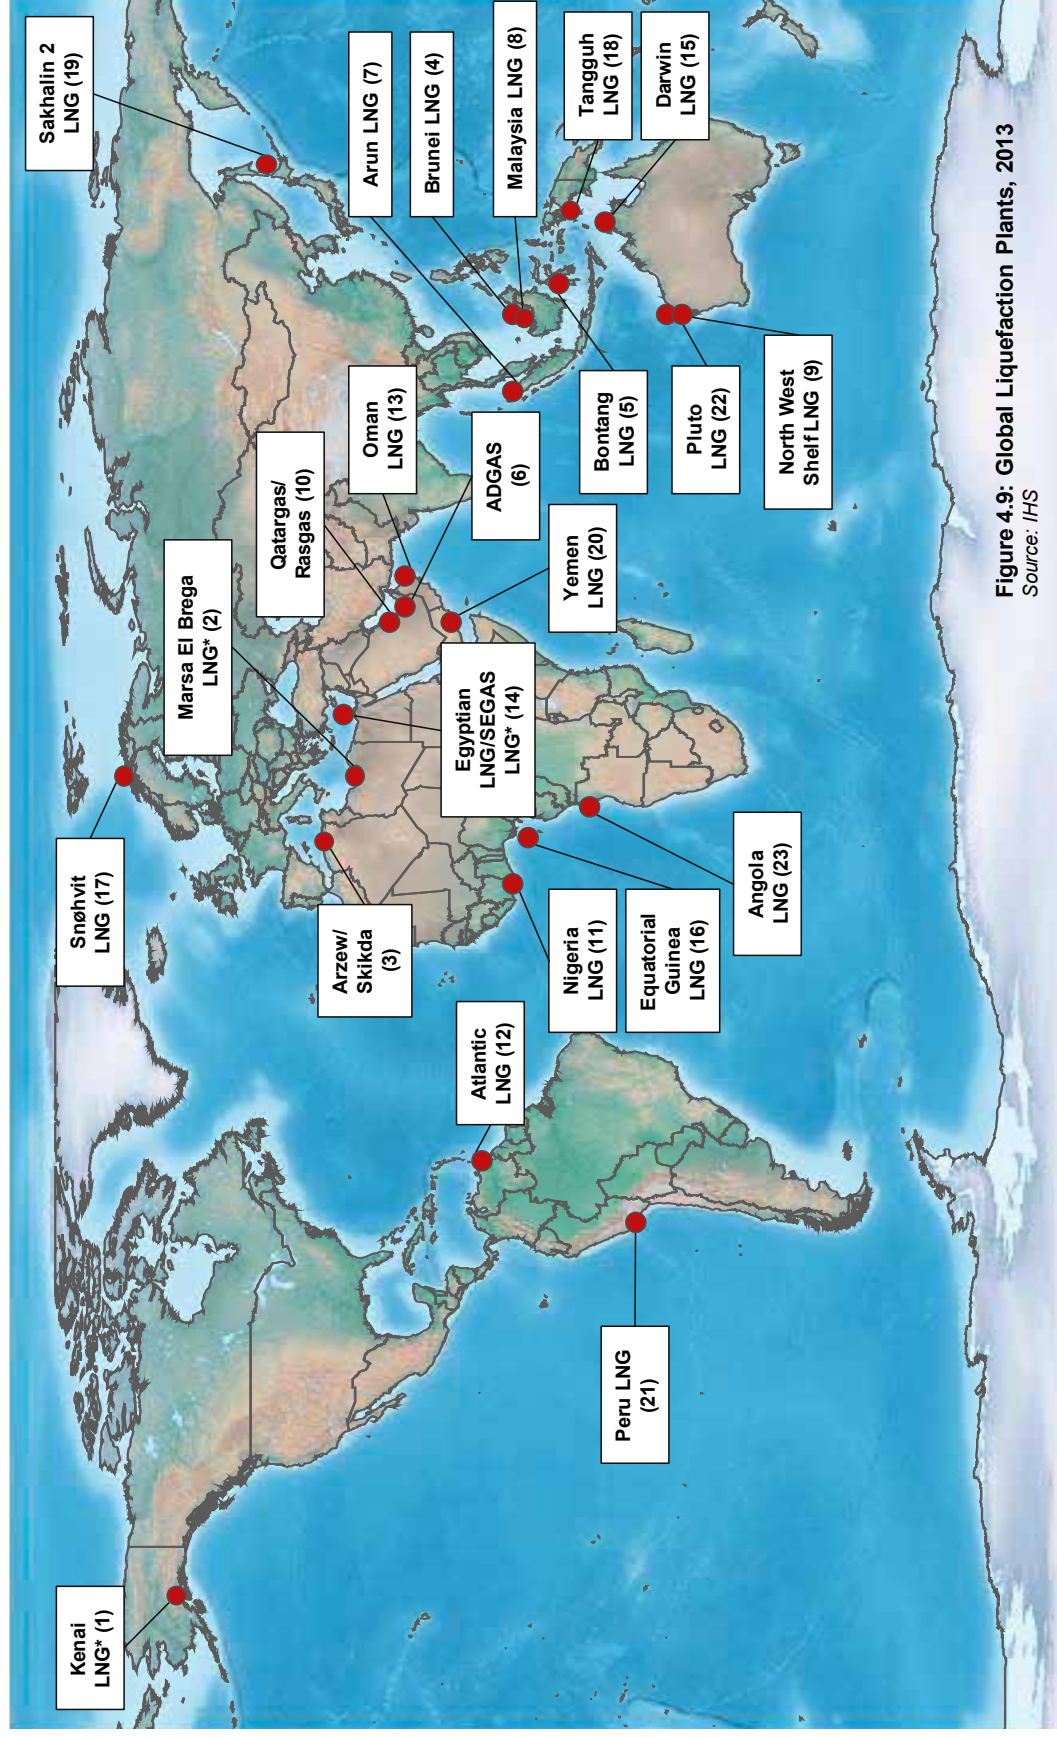 Kenai
LNG* (1)
Snøhvit
LNG (17)
Marsa El Brega
LNG* (2)
Qatargas/
Rasgas (10)
Sakhalin 2
LNG (19)
Arzew/
Skikda
(3)
Oman
LNG (13)
Arun LNG (7)
Brunei LNG (4)
Malaysia LNG (8)
Atlantic
LNG (12)
Egyptian
LNG/SEGAS
LNG* (14)
ADGAS
(6)
Tangguh
LNG (18)
Darwin
LNG (15)
Nigeria
LNG (11)
Yemen
LNG (20)
Bontang
LNG (5)
Peru LNG
(21)
Equatorial
Guinea
LNG (16)
Pluto
LNG (22)
Angola
LNG (23)
North West
Shelf LNG (9)
Figure 4.9: Global Liquefaction Plants, 2013
Source: IHS